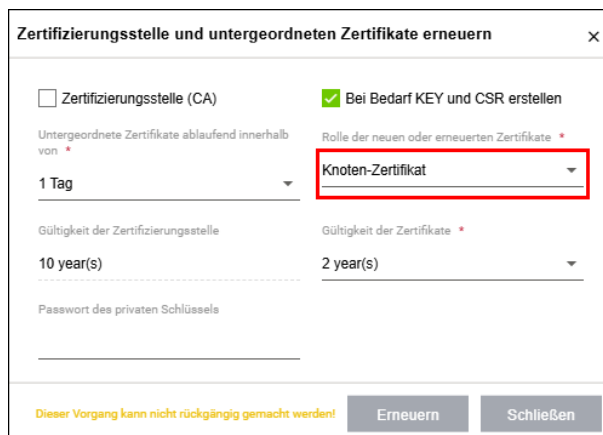 Zertifizierungsstelle und untergeordneten Zertifikate erneuern
Zertifizierungsstelle (CA)
Bei Bedarf KEY und CSR erstellen
Untergeordnete Zertifikate ablaufend innerhalb
von *
1 Tag
Rolle der neuen oder erneuerten Zertifikate *
Knoten-Zertifikat
Gültigkeit der Zertifizierungsstelle
10 year(s)
Gültigkeit der Zertifikate *
2 year(s)
Passwort des privaten Schlüssels
Dieser Vorgang kann nicht rückgängig gemacht werden!
Erneuern
Schließen